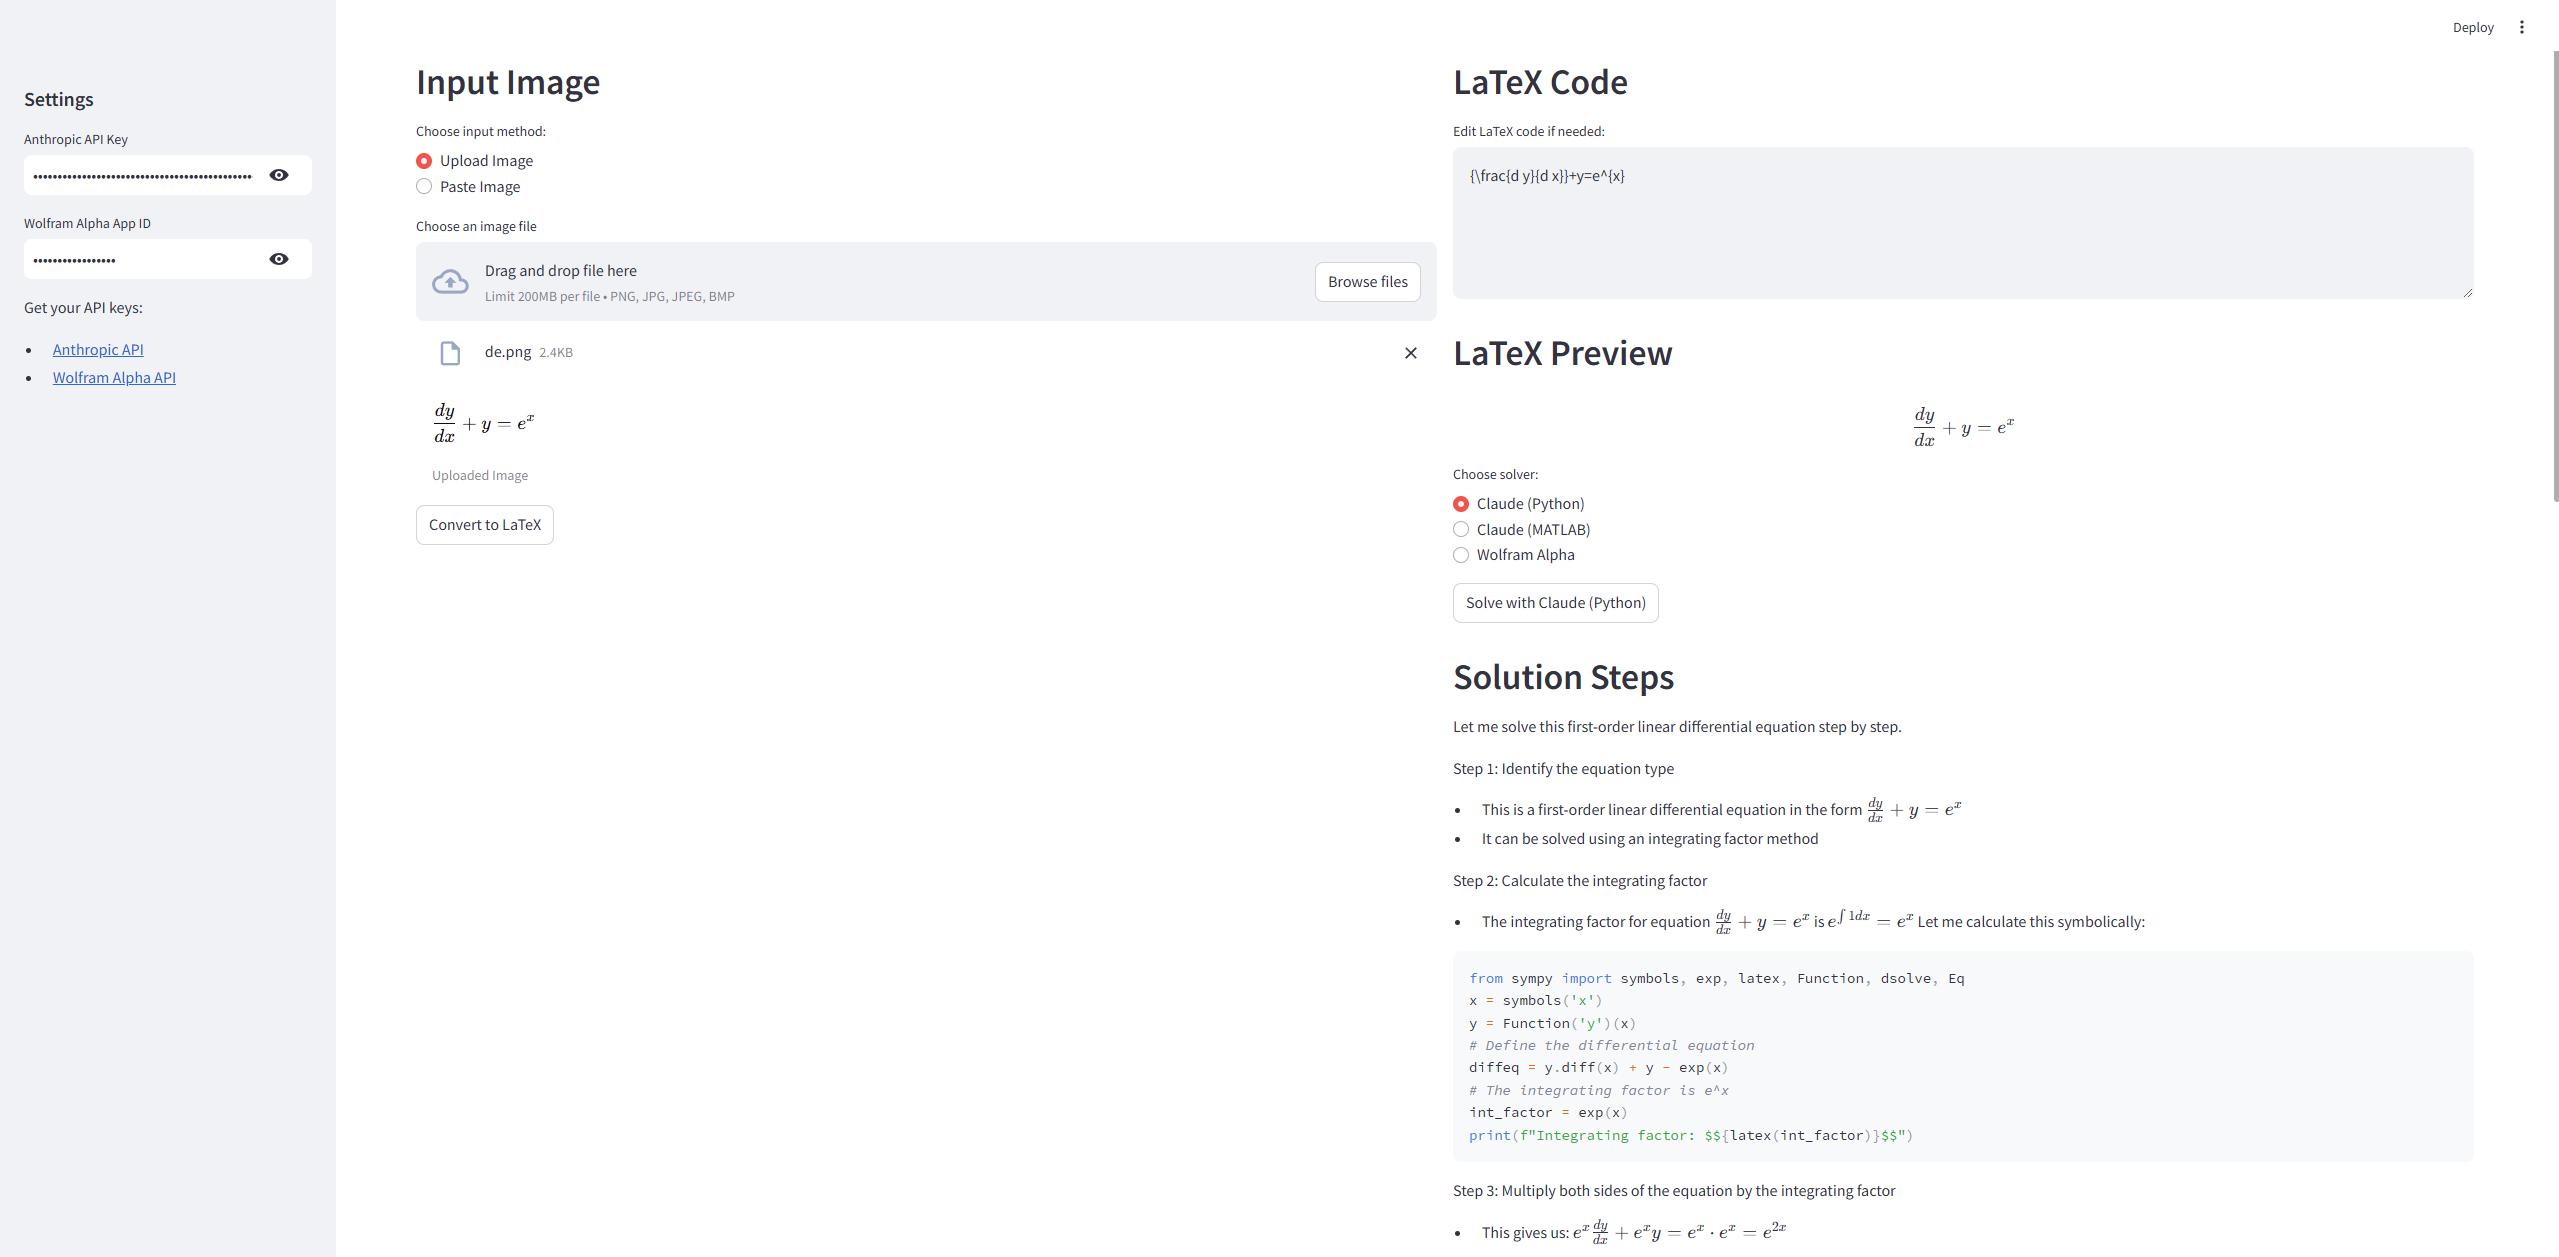 Deploy
Settings
Anthropic API Key
••••••••••••••••••••••••••••••••••••••••••••
Wolfram Alpha App ID
•••••••••••••••••
Get your API keys:
• Anthropic API
• Wolfram Alpha API
Input Image
Choose input method:
Upload Image
Paste Image
Choose an image file
Drag and drop file here
Limit 200MB per file • PNG, JPG, JPEG, BMP
Browse files
de.png 2.4KB
dy/dx + y = e^x
Uploaded Image
Convert to LaTeX
LaTeX Code
Edit LaTeX code if needed:
{\frac{d y}{d x}}+y=e^{x}
LaTeX Preview
dy/dx + y = e^x
Choose solver:
Claude (Python)
Claude (MATLAB)
Wolfram Alpha
Solve with Claude (Python)
Solution Steps
Let me solve this first-order linear differential equation step by step.
Step 1: Identify the equation type
• This is a first-order linear differential equation in the form dy/dx + y = e^x
• It can be solved using an integrating factor method
Step 2: Calculate the integrating factor
• The integrating factor for equation dy/dx + y = e^x is e^{∫ 1dx} = e^x Let me calculate this symbolically:
from sympy import symbols, exp, latex, Function, dsolve, Eq
x = symbols('x')
y = Function('y')(x)
# Define the differential equation
diffeq = y.diff(x) + y - exp(x)
# The integrating factor is e^x
int_factor = exp(x)
print(f"Integrating factor: $${latex(int_factor)}$$")
Step 3: Multiply both sides of the equation by the integrating factor
• This gives us: e^x dy/dx + e^x y = e^x · e^x = e^{2x}